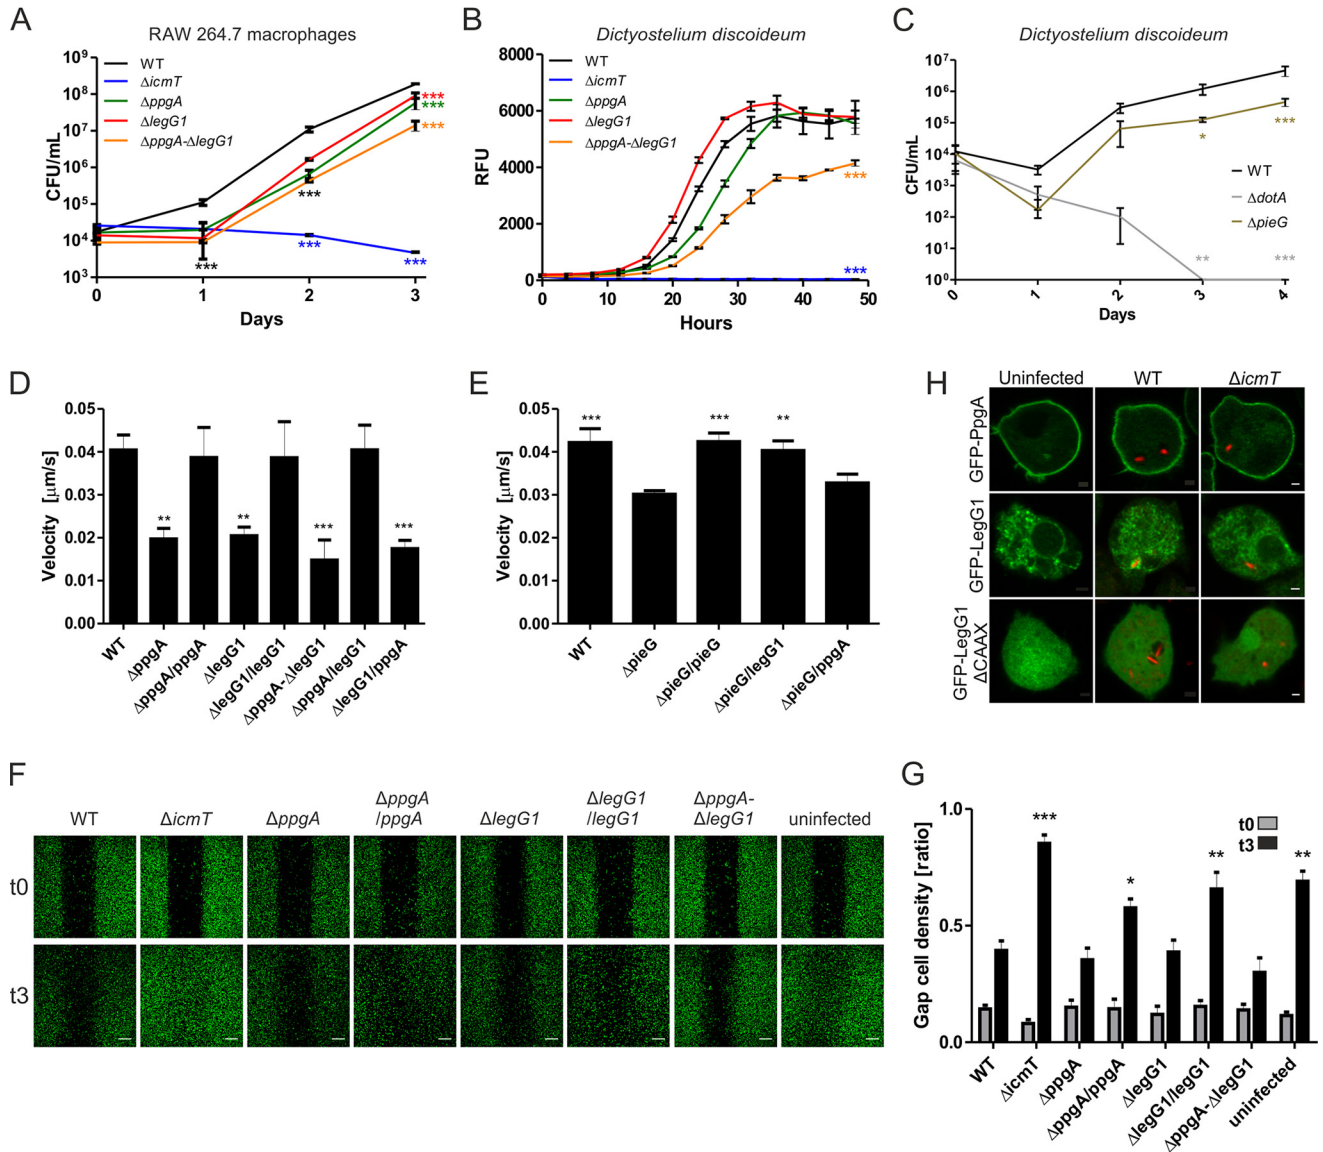 A
RAW 264.7 macrophages
CFU/mL
10⁹
10⁸
10⁷
10⁶
10⁵
10⁴
10³
WT
ΔicmT
ΔppgA
ΔlegG1
ΔppgA-ΔlegG1
***
***
***
***
***
***
***
0 1 2 3
Days
B
Dictyostelium discoideum
RFU
8000
6000
4000
2000
0
WT
ΔicmT
ΔppgA
ΔlegG1
ΔppgA-ΔlegG1
***
***
0 10 20 30 40 50
Hours
C
Dictyostelium discoideum
CFU/mL
10⁷
10⁶
10⁵
10⁴
10³
10²
10¹
10⁰
* ***
WT
ΔdotA
ΔpieG
** ***
0 1 2 3 4
Days
D
Velocity [μm/s]
0.05
0.04
0.03
0.02
0.01
0.00
** ** *** ***
WT
ΔppgA
ΔppgA/ppgA
ΔlegG1
ΔlegG1/legG1
ΔppgA-ΔlegG1
ΔppgA/legG1
ΔlegG1/ppgA
E
Velocity [μm/s]
0.05
0.04
0.03
0.02
0.01
0.00
*** *** **
WT
ΔpieG
ΔpieG/pieG
ΔpieG/legG1
ΔpieG/ppgA
H
Uninfected WT ΔicmT
GFP-PpgA
GFP-LegG1
GFP-LegG1
ΔCAAX
F
WT
ΔicmT
ΔppgA
ΔppgA
/ppgA
ΔlegG1
ΔlegG1
/legG1
ΔppgA-
ΔlegG1
uninfected
t0
t3
G
Gap cell density [ratio]
1.0
0.5
0.0
t0
t3
*** * ** **
WT
ΔicmT
ΔppgA
ΔppgA/ppgA
ΔlegG1
ΔlegG1/legG1
ΔppgA-ΔlegG1
uninfected